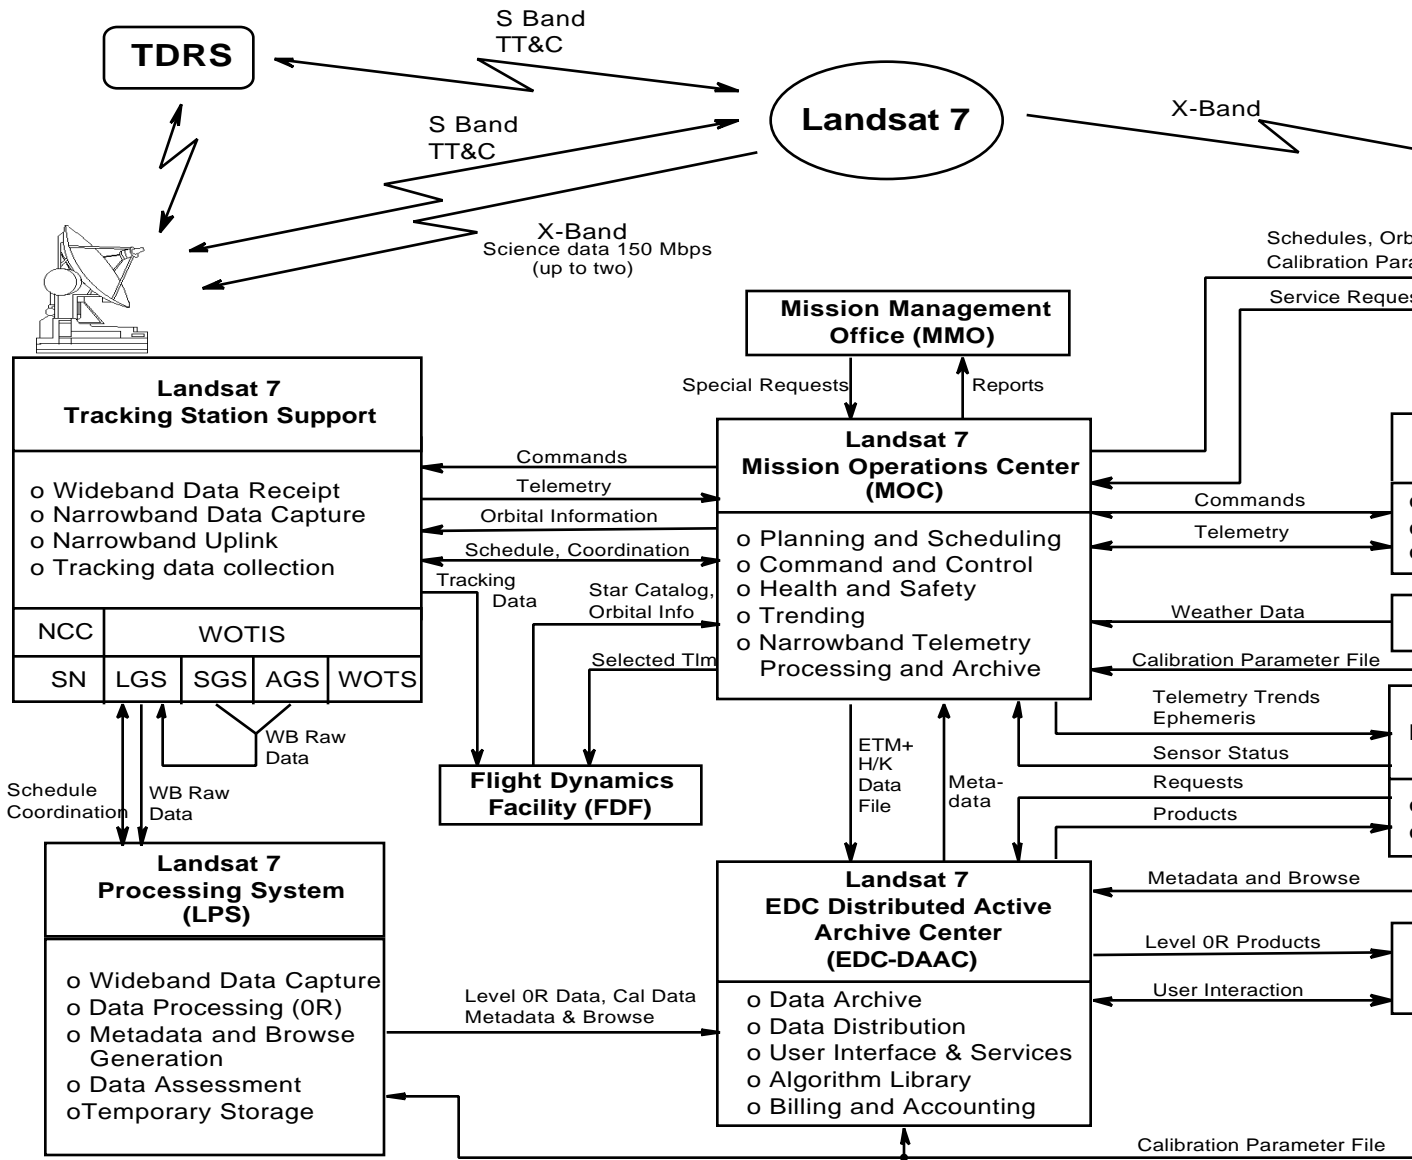 S Band
TT&C
TDRS
Landsat 7
X-Band
S Band
TT&C
X-Band
Science data 150 Mbps
(up to two)
Schedules, Orb
Calibration Para
Service Reques
Mission Management
Office (MMO)
Special Requests
Reports
Landsat 7
Tracking Station Support
o Wideband Data Receipt
o Narrowband Data Capture
o Narrowband Uplink
o Tracking data collection
NCC
WOTIS
SN
LGS
SGS
AGS
WOTS
Commands
Telemetry
Orbital Information
Schedule, Coordination
Tracking
Data
Star Catalog,
Orbital Info
Selected Tlm
Landsat 7
Mission Operations Center
(MOC)
o Planning and Scheduling
o Command and Control
o Health and Safety
o Trending
o Narrowband Telemetry
Processing and Archive
Commands
Telemetry
Weather Data
Calibration Parameter File
Telemetry Trends
Ephemeris
Sensor Status
Requests
Products
WB Raw
Data
Schedule
Coordination
WB Raw
Data
Flight Dynamics
Facility (FDF)
ETM+
H/K
Data
File
Meta-
data
Landsat 7
Processing System
(LPS)
o Wideband Data Capture
o Data Processing (0R)
o Metadata and Browse
Generation
o Data Assessment
oTemporary Storage
Level 0R Data, Cal Data
Metadata & Browse
Landsat 7
EDC Distributed Active
Archive Center
(EDC-DAAC)
o Data Archive
o Data Distribution
o User Interface & Services
o Algorithm Library
o Billing and Accounting
Metadata and Browse
Level 0R Products
User Interaction
Calibration Parameter File